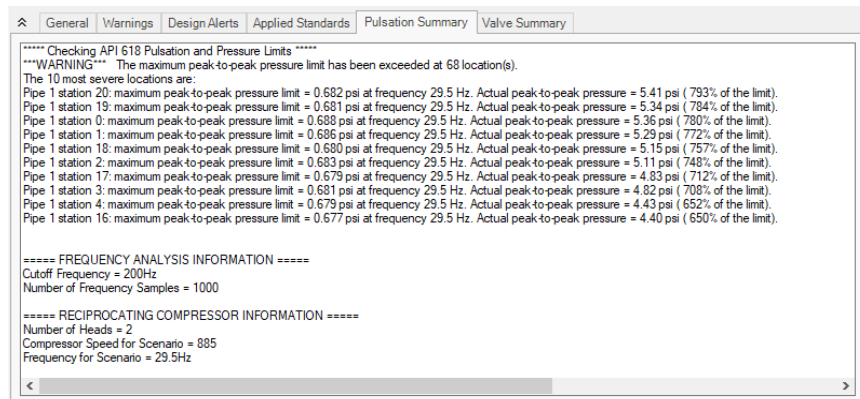 General Warnings Design Alerts Applied Standards Pulsation Summary Valve Summary
***** Checking API 618 Pulsation and Pressure Limits *****
***WARNING*** The maximum peak-to-peak pressure limit has been exceeded at 68 location(s).
The 10 most severe locations are:
Pipe 1 station 20: maximum peak-to-peak pressure limit = 0.682 psi at frequency 29.5 Hz. Actual peak-to-peak pressure = 5.41 psi ( 793% of the limit).
Pipe 1 station 19: maximum peak-to-peak pressure limit = 0.681 psi at frequency 29.5 Hz. Actual peak-to-peak pressure = 5.34 psi ( 784% of the limit).
Pipe 1 station 0: maximum peak-to-peak pressure limit = 0.688 psi at frequency 29.5 Hz. Actual peak-to-peak pressure = 5.36 psi ( 780% of the limit).
Pipe 1 station 1: maximum peak-to-peak pressure limit = 0.686 psi at frequency 29.5 Hz. Actual peak-to-peak pressure = 5.29 psi ( 772% of the limit).
Pipe 1 station 18: maximum peak-to-peak pressure limit = 0.680 psi at frequency 29.5 Hz. Actual peak-to-peak pressure = 5.15 psi ( 757% of the limit).
Pipe 1 station 2: maximum peak-to-peak pressure limit = 0.683 psi at frequency 29.5 Hz. Actual peak-to-peak pressure = 5.11 psi ( 748% of the limit).
Pipe 1 station 17: maximum peak-to-peak pressure limit = 0.679 psi at frequency 29.5 Hz. Actual peak-to-peak pressure = 4.83 psi ( 712% of the limit).
Pipe 1 station 3: maximum peak-to-peak pressure limit = 0.681 psi at frequency 29.5 Hz. Actual peak-to-peak pressure = 4.82 psi ( 708% of the limit).
Pipe 1 station 4: maximum peak-to-peak pressure limit = 0.679 psi at frequency 29.5 Hz. Actual peak-to-peak pressure = 4.43 psi ( 652% of the limit).
Pipe 1 station 16: maximum peak-to-peak pressure limit = 0.677 psi at frequency 29.5 Hz. Actual peak-to-peak pressure = 4.40 psi ( 650% of the limit).
===== FREQUENCY ANALYSIS INFORMATION =====
Cutoff Frequency = 200Hz
Number of Frequency Samples = 1000
===== RECIPROCATING COMPRESSOR INFORMATION =====
Number of Heads = 2
Compressor Speed for Scenario = 885
Frequency for Scenario = 29.5Hz